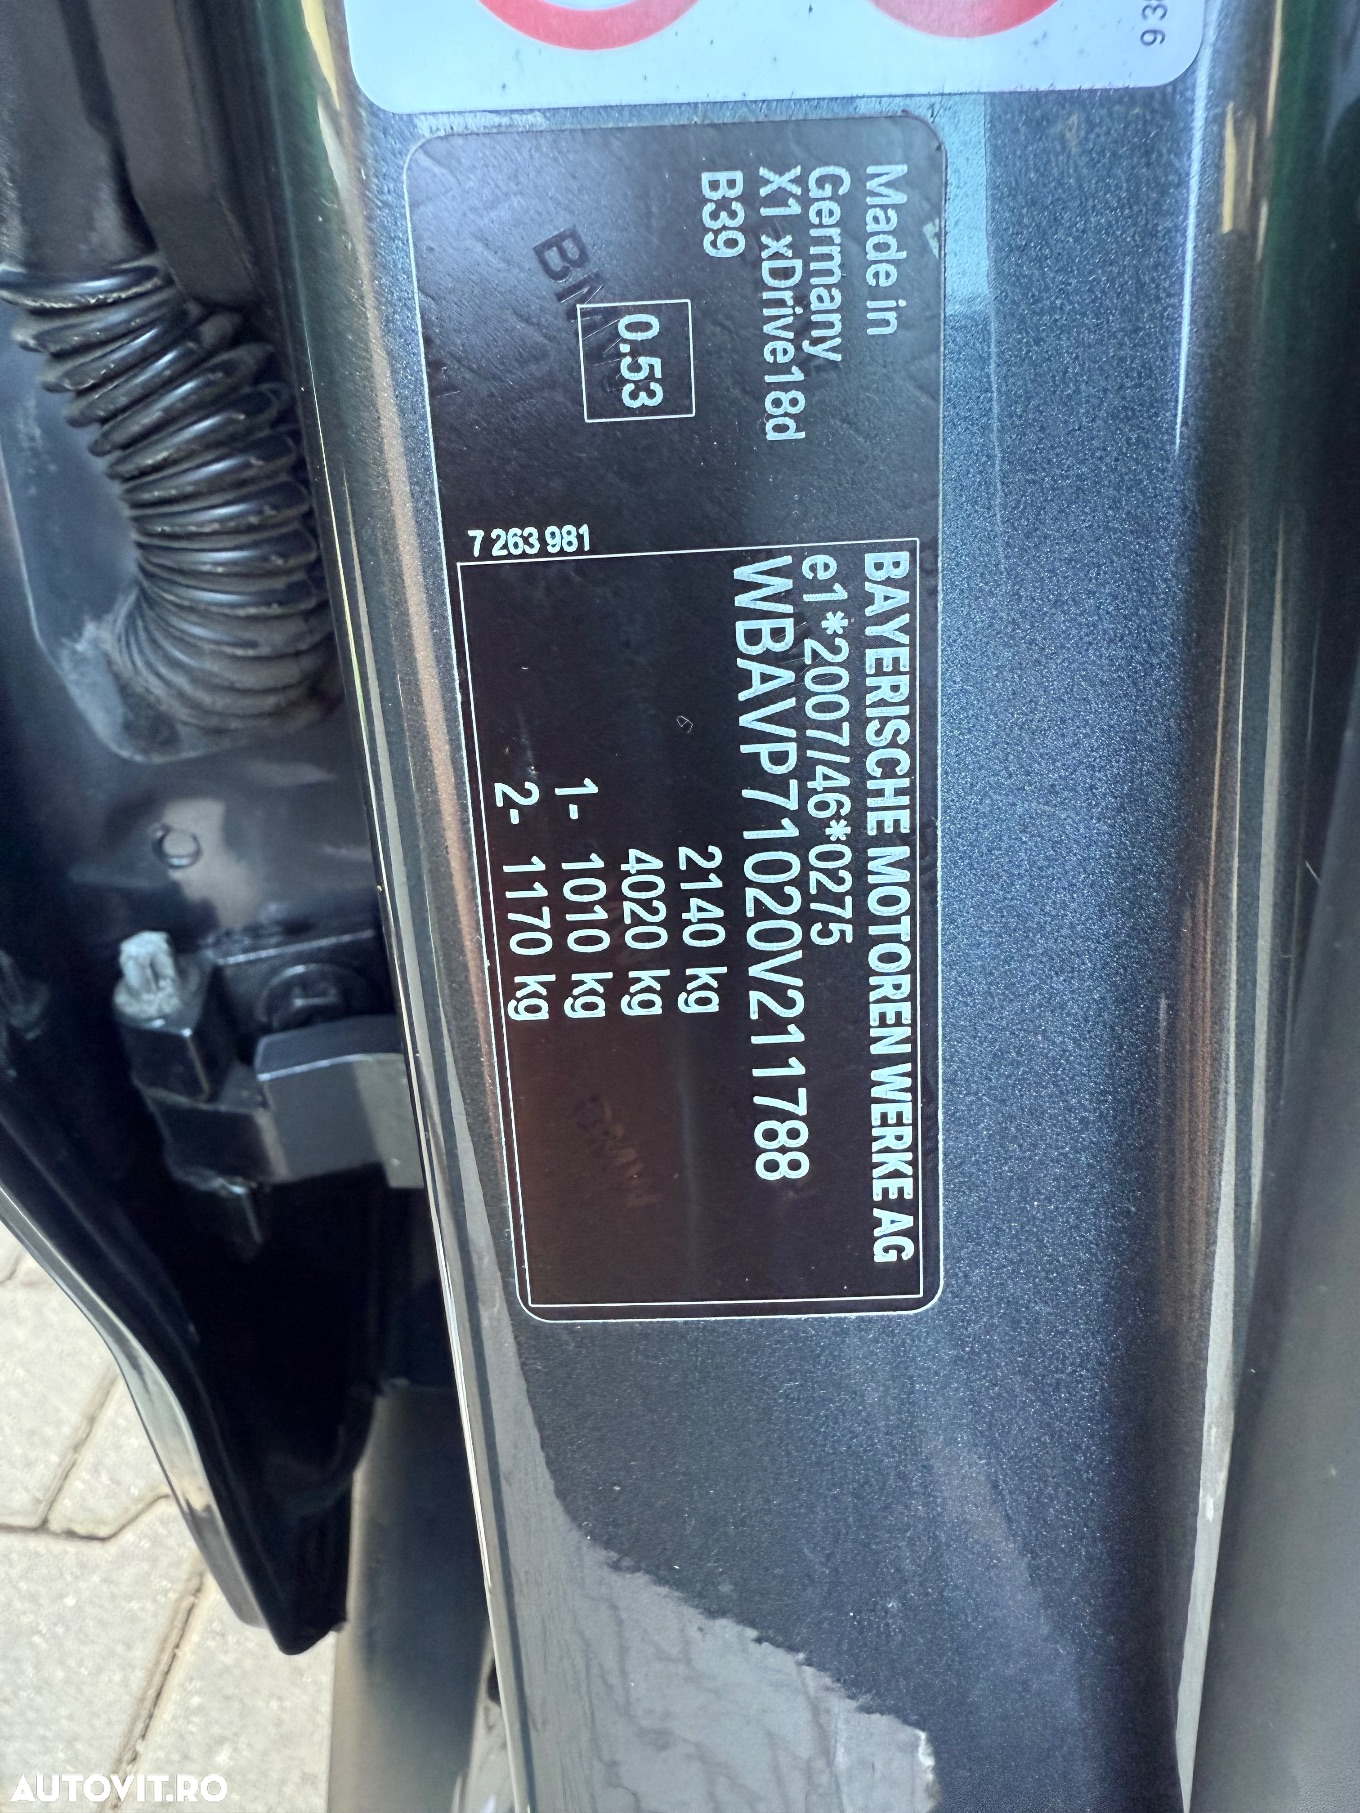 Made in
Germany
X1 xDrive18d
B39
0.53
7 263 981
BAYERISCHE MOTOREN WERKE AG
e1*2007/46*0275
WBAVP71020V211788
2140 kg
4020 kg
1- 1010 kg
2- 1170 kg
AUTOVIT.RO